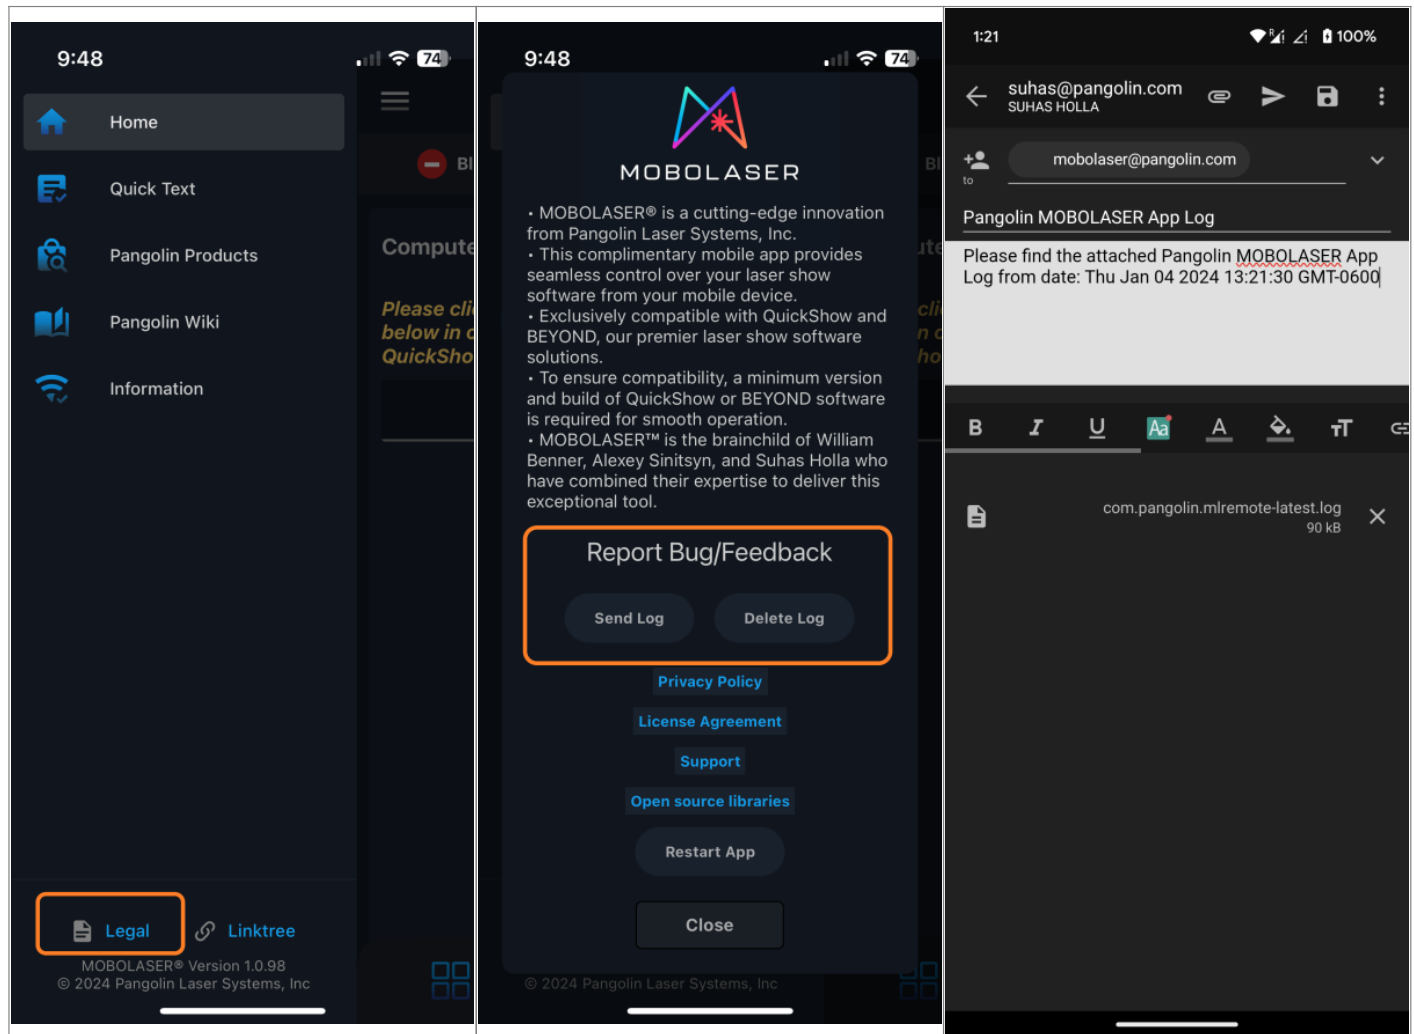 9:48
74
Home
Quick Text
Pangolin Products
Pangolin Wiki
Information
Bl
Compute
Please cli
below in o
QuickSho
Legal
Linktree
MOBOLASER® Version 1.0.98
© 2024 Pangolin Laser Systems, Inc
9:48
74
MOBOLASER
• MOBOLASER® is a cutting-edge innovation
from Pangolin Laser Systems, Inc.
• This complimentary mobile app provides
seamless control over your laser show
software from your mobile device.
• Exclusively compatible with QuickShow and
BEYOND, our premier laser show software
solutions.
• To ensure compatibility, a minimum version
and build of QuickShow or BEYOND software
is required for smooth operation.
• MOBOLASER™ is the brainchild of William
Benner, Alexey Sinitsyn, and Suhas Holla who
have combined their expertise to deliver this
exceptional tool.
Report Bug/Feedback
Send Log
Delete Log
Privacy Policy
License Agreement
Support
Open source libraries
Restart App
Close
© 2024 Pangolin Laser Systems, Inc
1:21
R
100%
suhas@pangolin.com
SUHAS HOLLA
to
mobolaser@pangolin.com
Pangolin MOBOLASER App Log
Please find the attached Pangolin MOBOLASER App
Log from date: Thu Jan 04 2024 13:21:30 GMT-0600
B I U Aa A TT
com.pangolin.mlremote-latest.log
90 kB